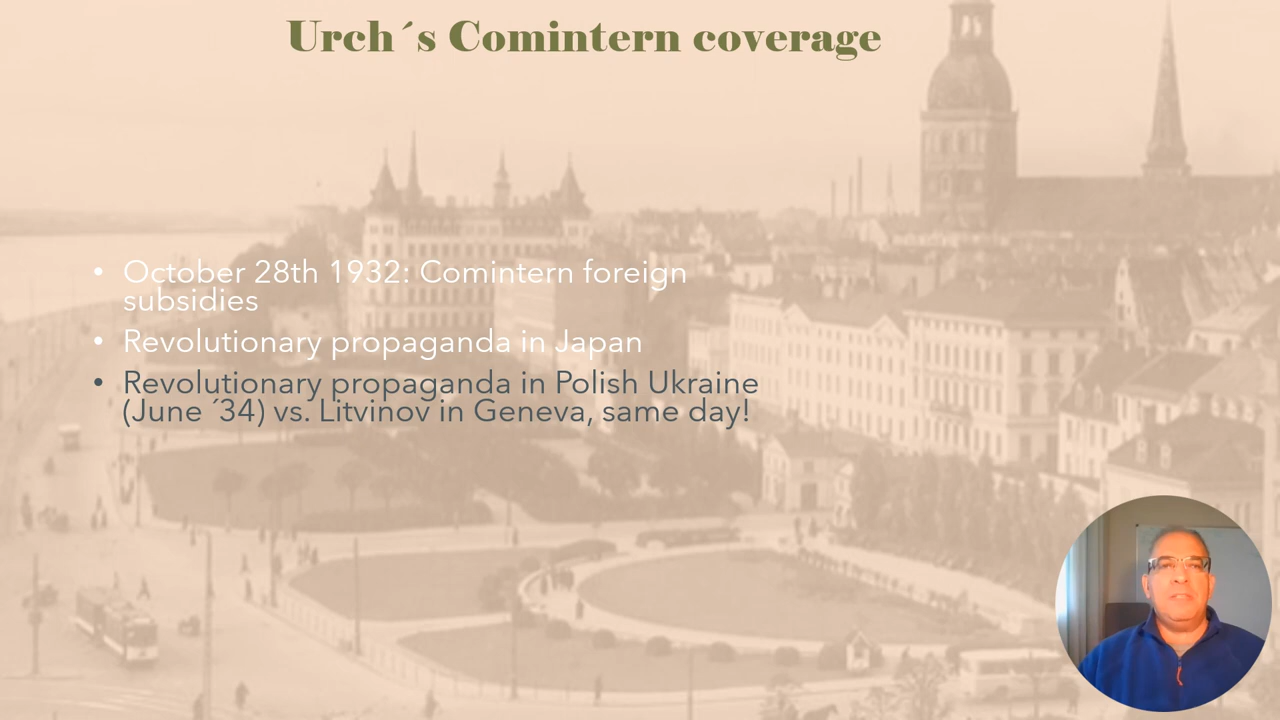 Urch´s Comintern coverage
• October 28th 1932: Comintern foreign
subsidies
• Revolutionary propaganda in Japan
• Revolutionary propaganda in Polish Ukraine
(June ´34) vs. Litvinov in Geneva, same day!